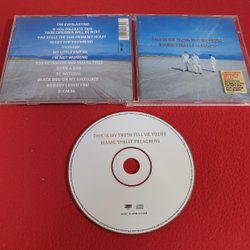 THE EVERLASTING
IF YOU TOLERATE THIS
YOUR CHILDREN WILL BE NEXT
YOU STOLE THE SUN FROM MY HEART
READY FOR DROWNING
TSUNAMI
MY LITTLE EMPIRE
I'M NOT WORKING
YOU'RE TENDER AND YOU'RE TIRED
BORN A GIRL
BE NATURAL
BLACK DOG ON MY SHOULDER
NOBODY LOVED YOU
S.Y.M.M.
THIS IS MY TRUTH TELL ME YOURS
MANIC STREET PREACHERS
THIS IS MY TRUTH TELL ME YOURS
MANIC STREET PREACHERS